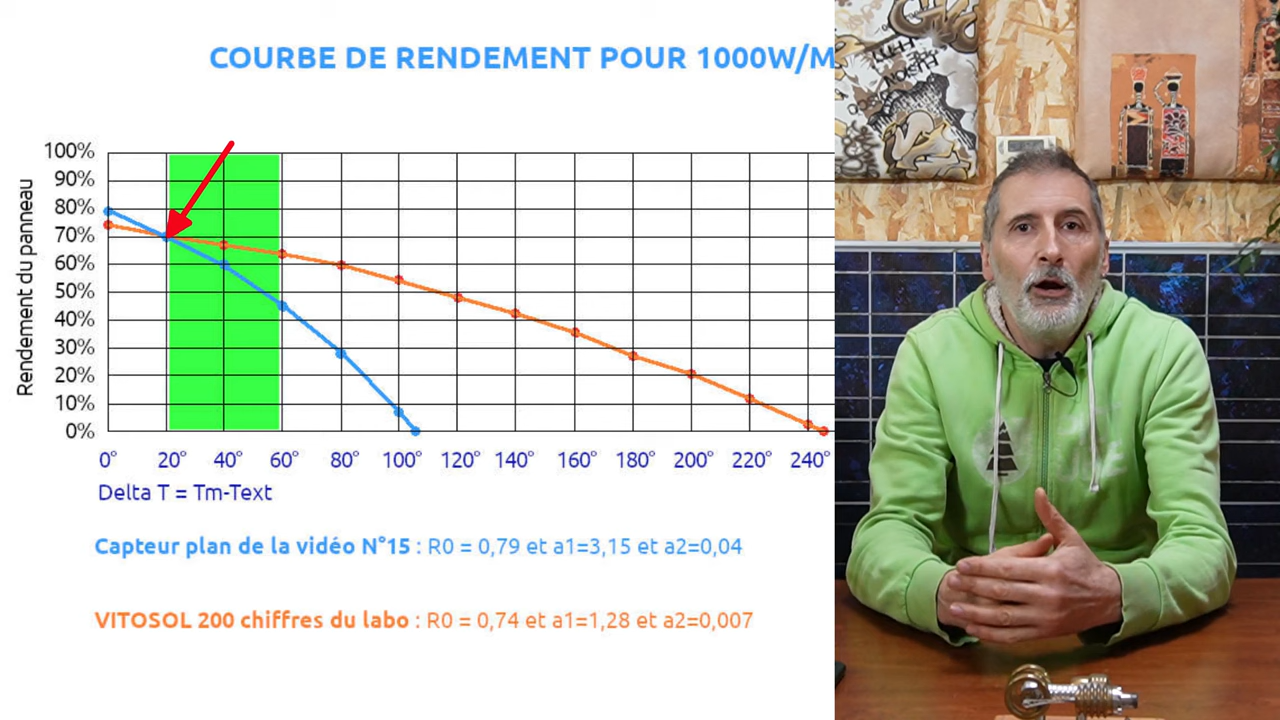 COURBE DE RENDEMENT POUR 1000W/M
Rendement du panneau
100%
90%
80%
70%
60%
50%
40%
30%
20%
10%
0%
0° 20° 40° 60° 80° 100° 120° 140° 160° 180° 200° 220° 240°
Delta T = Tm-Text
Capteur plan de la vidéo N°15 : R0 = 0,79 et a1=3,15 et a2=0,04
VITOSOL 200 chiffres du labo : R0 = 0,74 et a1=1,28 et a2=0,007